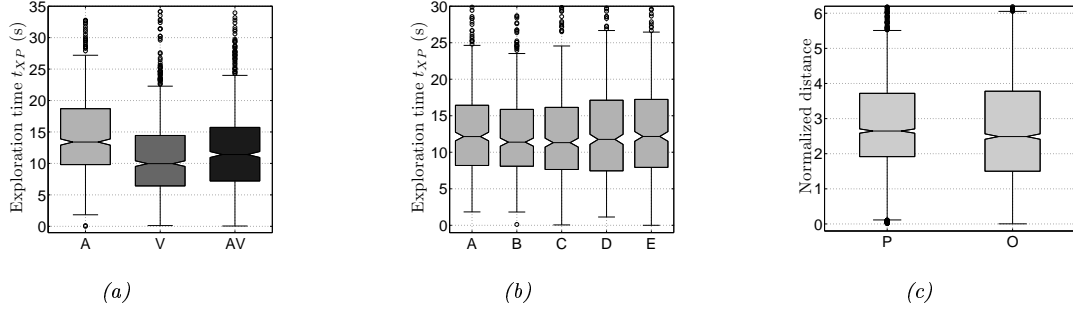 Exploration time t_XP (s)
35
30
25
20
15
10
5
0
A V AV
(a)
Exploration time t_XP (s)
30
25
20
15
10
5
0
A B C D E
(b)
Normalized distance
6
5
4
3
2
1
0
P O
(c)